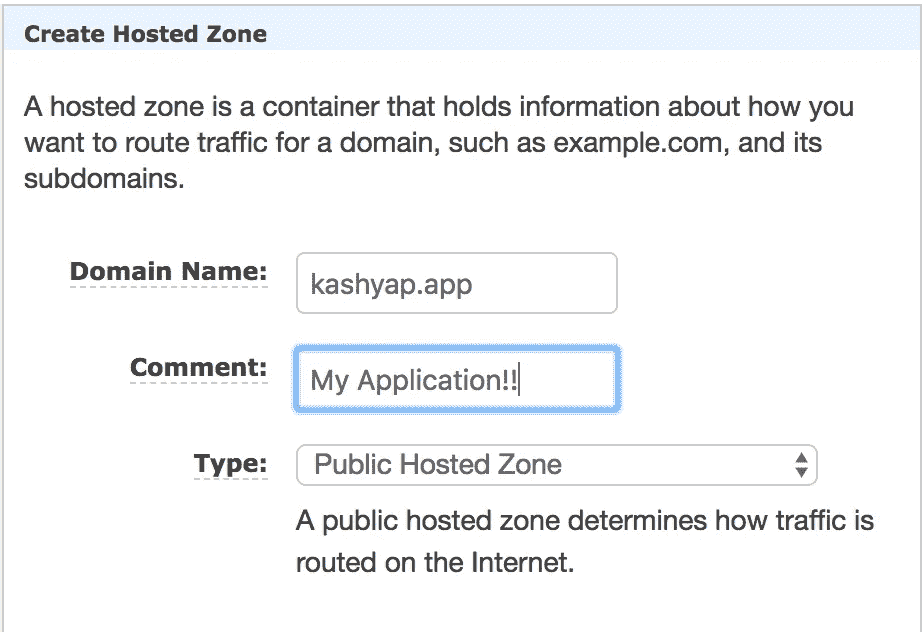 Create Hosted Zone
A hosted zone is a container that holds information about how you
want to route traffic for a domain, such as example.com, and its
subdomains.
Domain Name: kashyap.app
Comment: My Application!!
Type: Public Hosted Zone
A public hosted zone determines how traffic is
routed on the Internet.